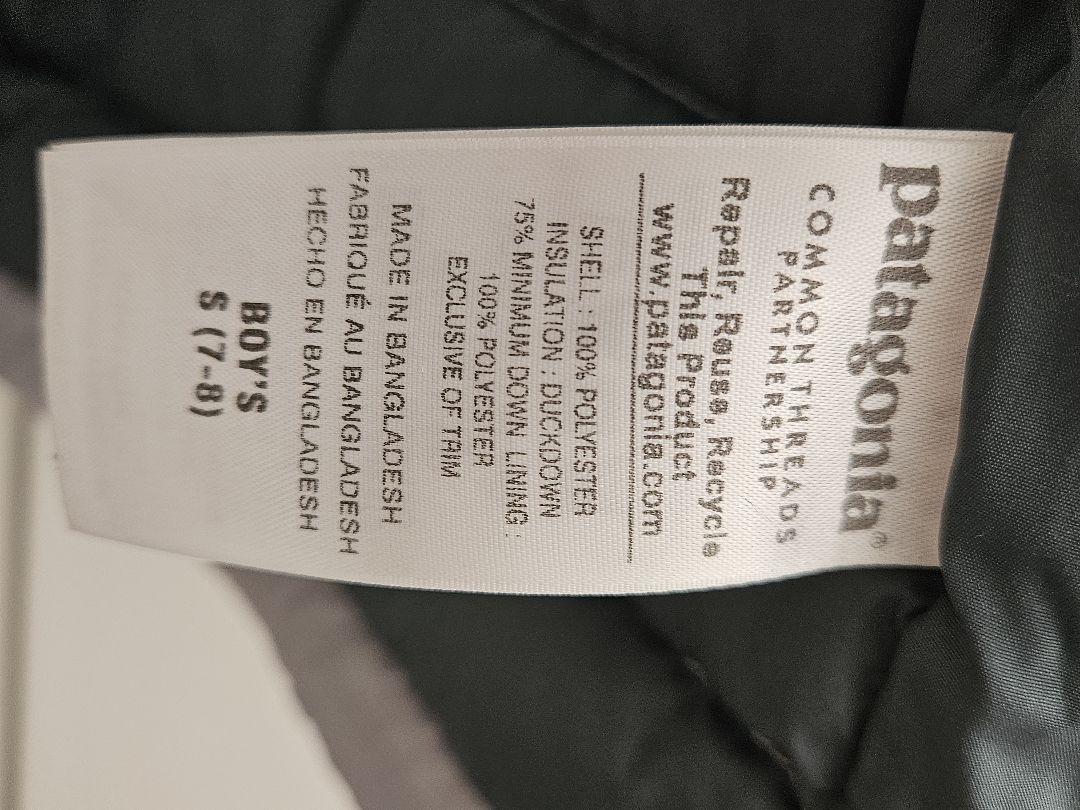 patagonia®
COMMON THREADS
PARTNERSHIP
Repair, Reuse, Recycle
This Product
www.patagonia.com
SHELL : 100% POLYESTER
INSULATION : DUCKDOWN
75% MINIMUM DOWN LINING :
100% POLYESTER
EXCLUSIVE OF TRIM
MADE IN BANGLADESH
FABRIQUÉ AU BANGLADESH
HECHO EN BANGLADESH
BOY'S
S (7-8)